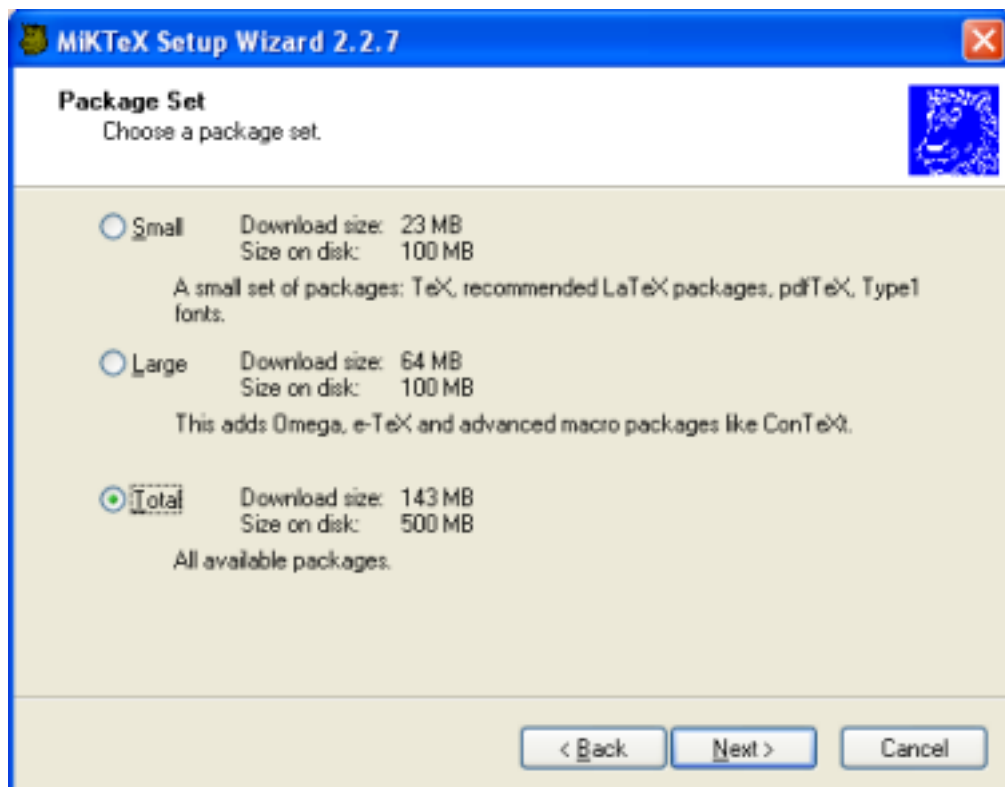 MiKTeX Setup Wizard 2.2.7
Package Set
Choose a package set.
Small Download size: 23 MB
Size on disk: 100 MB
A small set of packages: TeX, recommended LaTeX packages, pdfTeX, Type1
fonts.
Large Download size: 64 MB
Size on disk: 100 MB
This adds Omega, e-TeX and advanced macro packages like ConTeXt.
Total Download size: 143 MB
Size on disk: 500 MB
All available packages.
< Back Next > Cancel